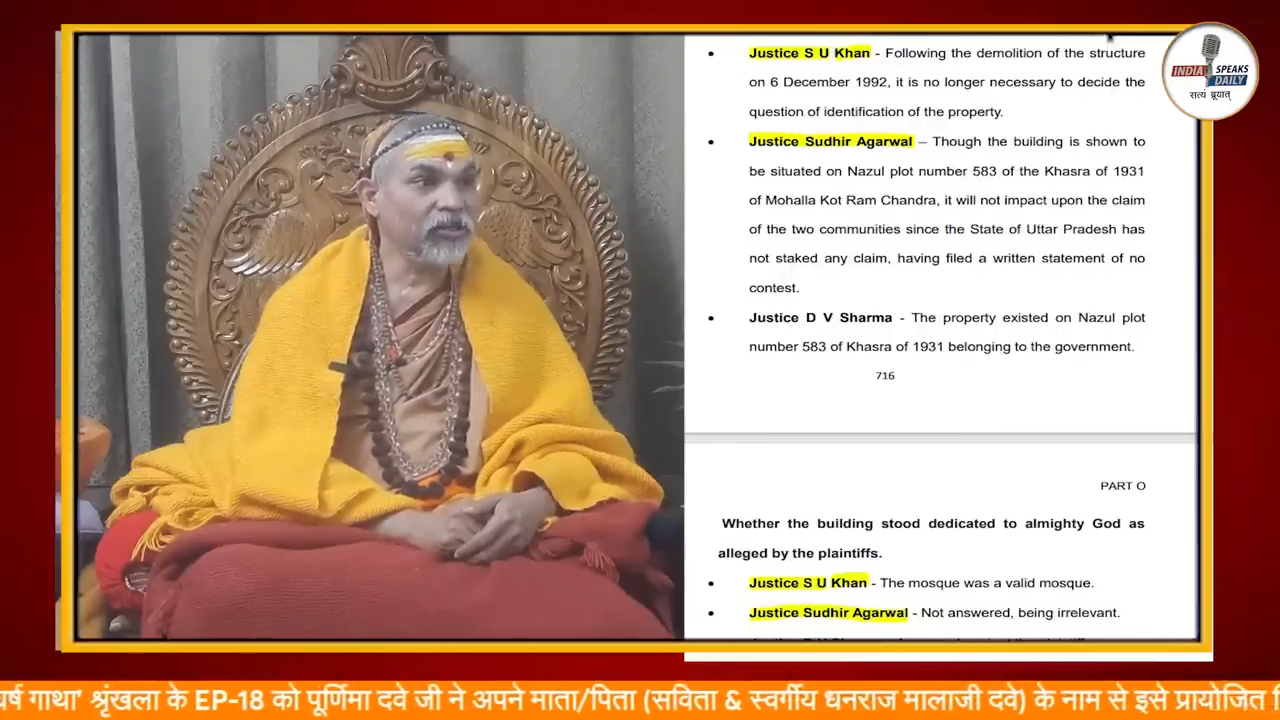 • Justice S U Khan - Following the demolition of the structure
on 6 December 1992, it is no longer necessary to decide the
question of identification of the property.
• Justice Sudhir Agarwal – Though the building is shown to
be situated on Nazul plot number 583 of the Khasra of 1931
of Mohalla Kot Ram Chandra, it will not impact upon the claim
of the two communities since the State of Uttar Pradesh has
not staked any claim, having filed a written statement of no
contest.
• Justice D V Sharma - The property existed on Nazul plot
number 583 of Khasra of 1931 belonging to the government.
716
PART O
Whether the building stood dedicated to almighty God as
alleged by the plaintiffs.
• Justice S U Khan - The mosque was a valid mosque.
• Justice Sudhir Agarwal - Not answered, being irrelevant.
INDIA SPEAKS
DAILY
सत्यं ब्रूयात्
गाथा' श्रृंखला के EP-18 को पूर्णिमा दवे जी ने अपने माता/पिता (सविता & स्वर्गीय धनराज मालाजी दवे) के नाम से इसे प्रायोजित